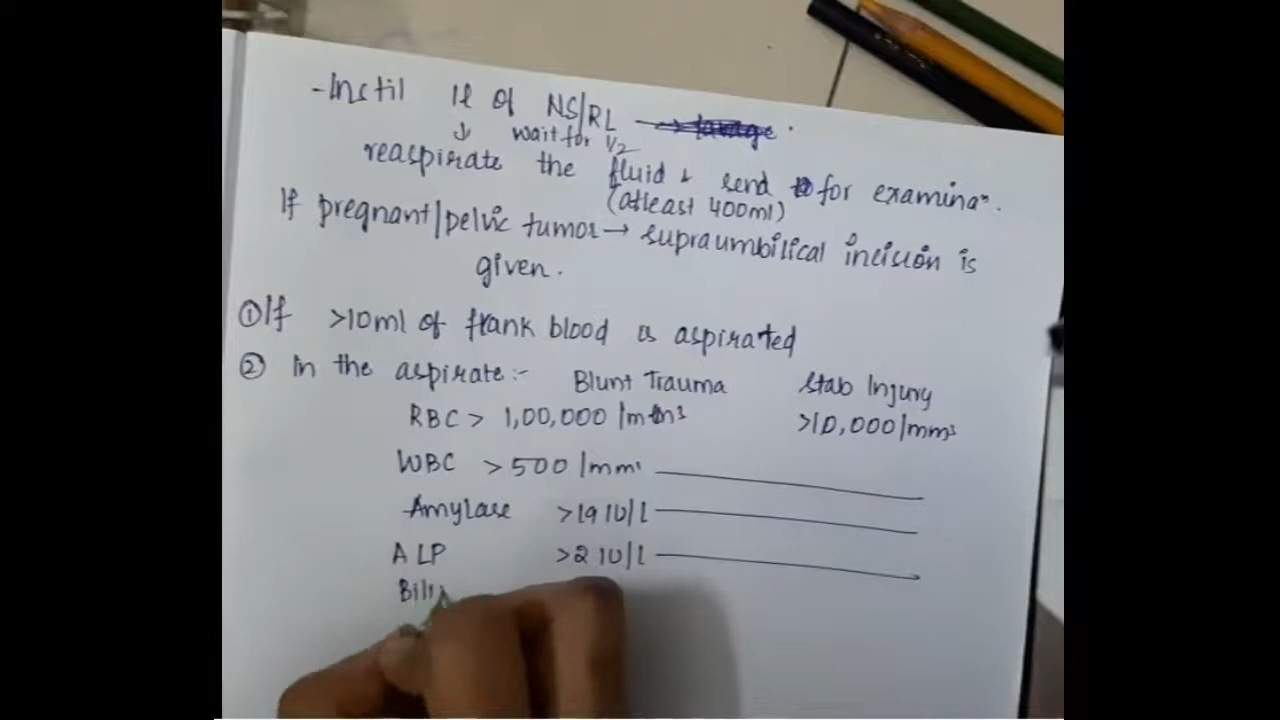 -Instil 1l of NS/RL →
↓ wait for 1/2
reaspirate the fluid & send for examinaⁿ.
(atleast 400ml)
If pregnant/pelvic tumor → supraumbilical incision is
given.
① If >10ml of frank blood is aspirated
② In the aspirate:- Blunt Trauma Stab Injury
RBC > 1,00,000 /mm³ >10,000/mm³
WBC >500 /mm³
Amylase >19 IU/l
ALP >2 IU/l
Bili